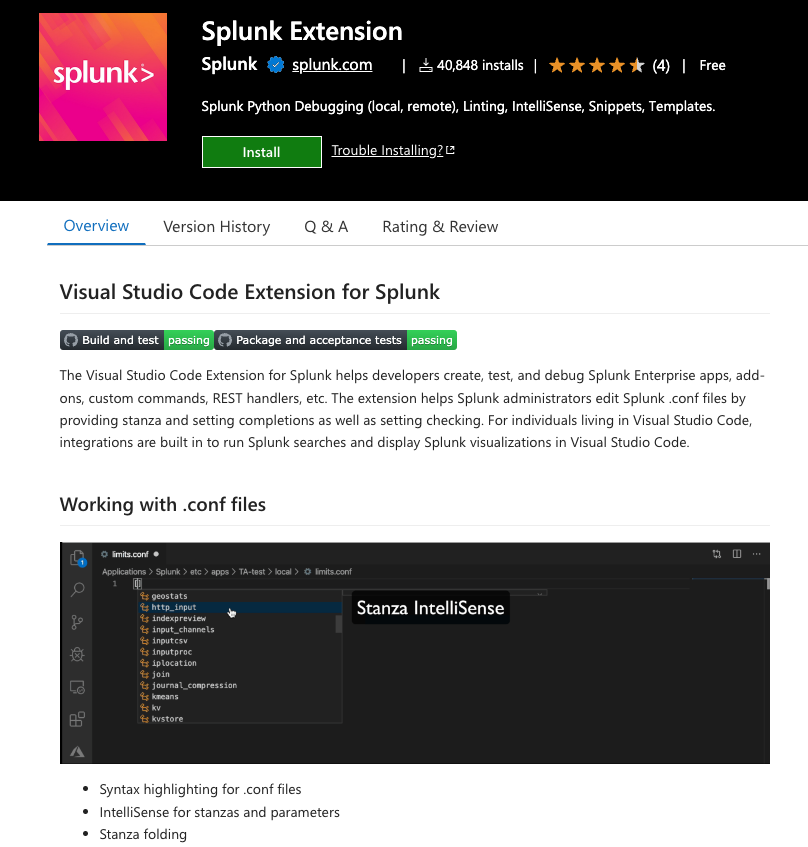 splunk>
Splunk Extension
Splunk splunk.com | 40,848 installs | (4) | Free
Splunk Python Debugging (local, remote), Linting, IntelliSense, Snippets, Templates.
Install Trouble Installing?
Overview Version History Q & A Rating & Review
Visual Studio Code Extension for Splunk
Build and test passing Package and acceptance tests passing
The Visual Studio Code Extension for Splunk helps developers create, test, and debug Splunk Enterprise apps, add-
ons, custom commands, REST handlers, etc. The extension helps Splunk administrators edit Splunk .conf files by
providing stanza and setting completions as well as setting checking. For individuals living in Visual Studio Code,
integrations are built in to run Splunk searches and display Splunk visualizations in Visual Studio Code.
Working with .conf files
limits.conf
Applications > Splunk > etc > apps > TA-test > local > limits.conf
1 []
geostats
http_input
Stanza IntelliSense
indexpreview
input_channels
inputcsv
inputproc
iplocation
join
journal_compression
kmeans
kv
kvstore
1
• Syntax highlighting for .conf files
• IntelliSense for stanzas and parameters
• Stanza folding